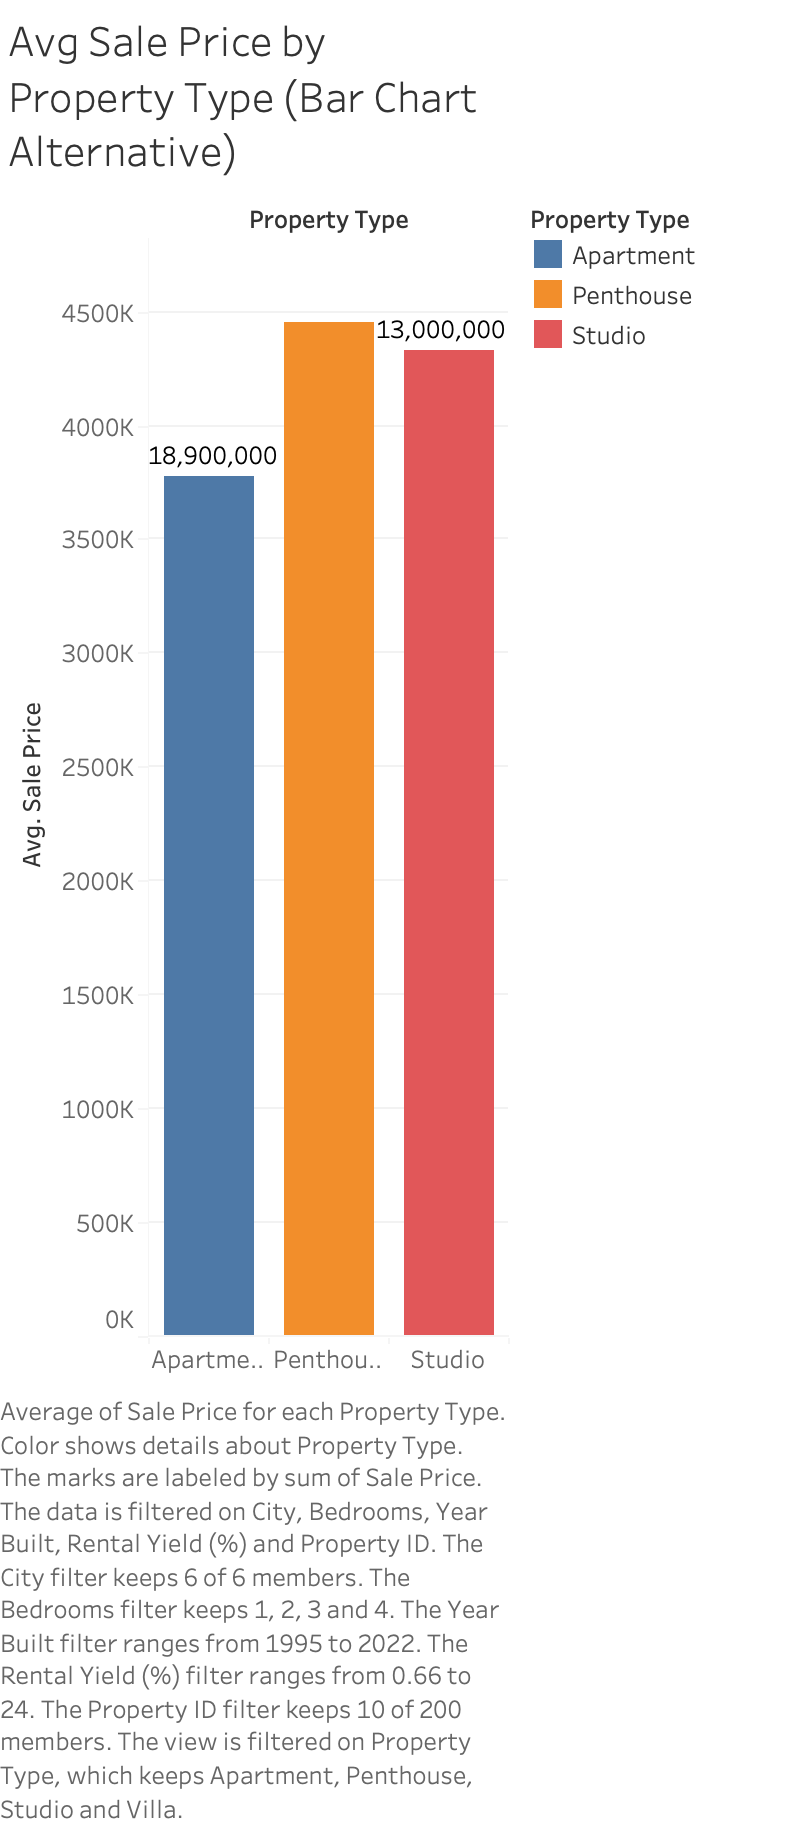 Avg Sale Price by
Property Type (Bar Chart
Alternative)
Property Type
Property Type
Apartment
Penthouse
Studio
4500K
4000K
3500K
3000K
2500K
2000K
1500K
1000K
500K
0K
Avg. Sale Price
18,900,000
13,000,000
Apartme..
Penthou..
Studio
Average of Sale Price for each Property Type.
Color shows details about Property Type.
The marks are labeled by sum of Sale Price.
The data is filtered on City, Bedrooms, Year
Built, Rental Yield (%) and Property ID. The
City filter keeps 6 of 6 members. The
Bedrooms filter keeps 1, 2, 3 and 4. The Year
Built filter ranges from 1995 to 2022. The
Rental Yield (%) filter ranges from 0.66 to
24. The Property ID filter keeps 10 of 200
members. The view is filtered on Property
Type, which keeps Apartment, Penthouse,
Studio and Villa.